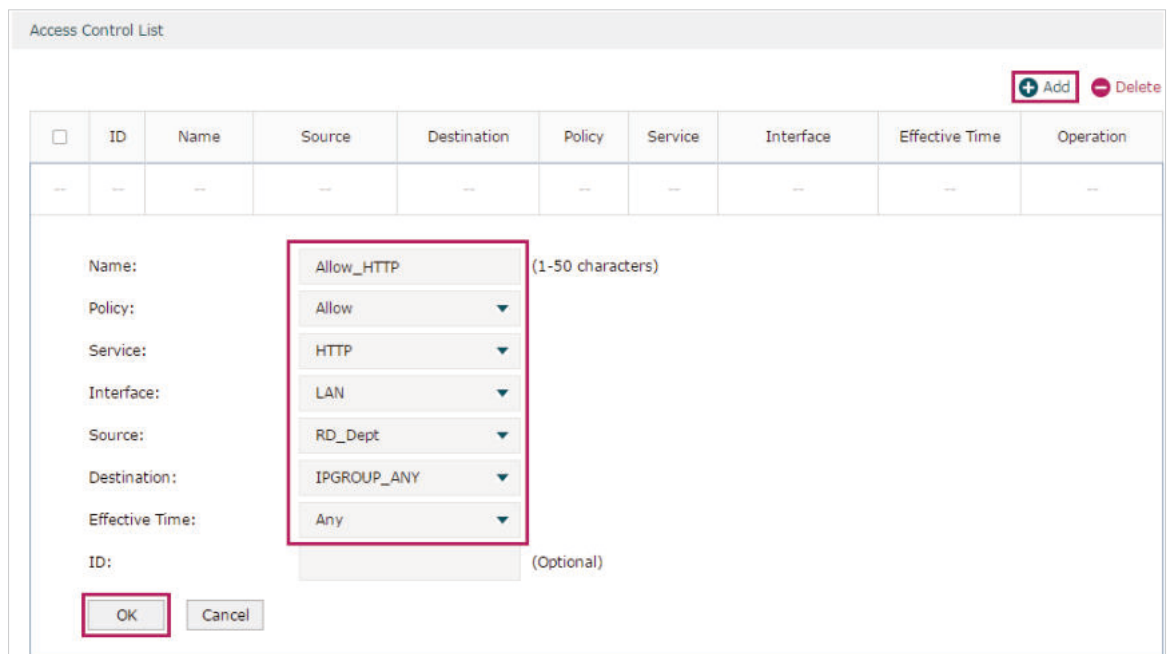 Access Control List
Add Delete
ID Name Source Destination Policy Service Interface Effective Time Operation
-- -- -- -- -- -- -- -- -- --
Name: Allow_HTTP (1-50 characters)
Policy: Allow
Service: HTTP
Interface: LAN
Source: RD_Dept
Destination: IPGROUP_ANY
Effective Time: Any
ID: (Optional)
OK Cancel